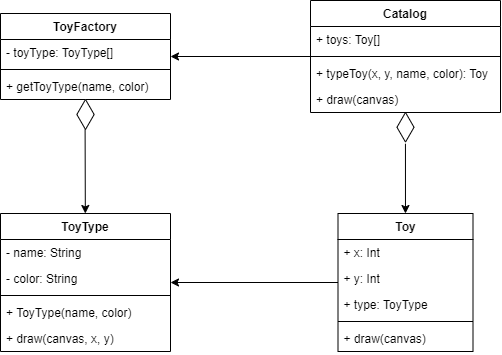 ToyFactory
- toyType: ToyType[]
+ getToyType(name, color)
Catalog
+ toys: Toy[]
+ typeToy(x, y, name, color): Toy
+ draw(canvas)
ToyType
- name: String
- color: String
+ ToyType(name, color)
+ draw(canvas, x, y)
Toy
+ x: Int
+ y: Int
+ type: ToyType
+ draw(canvas)